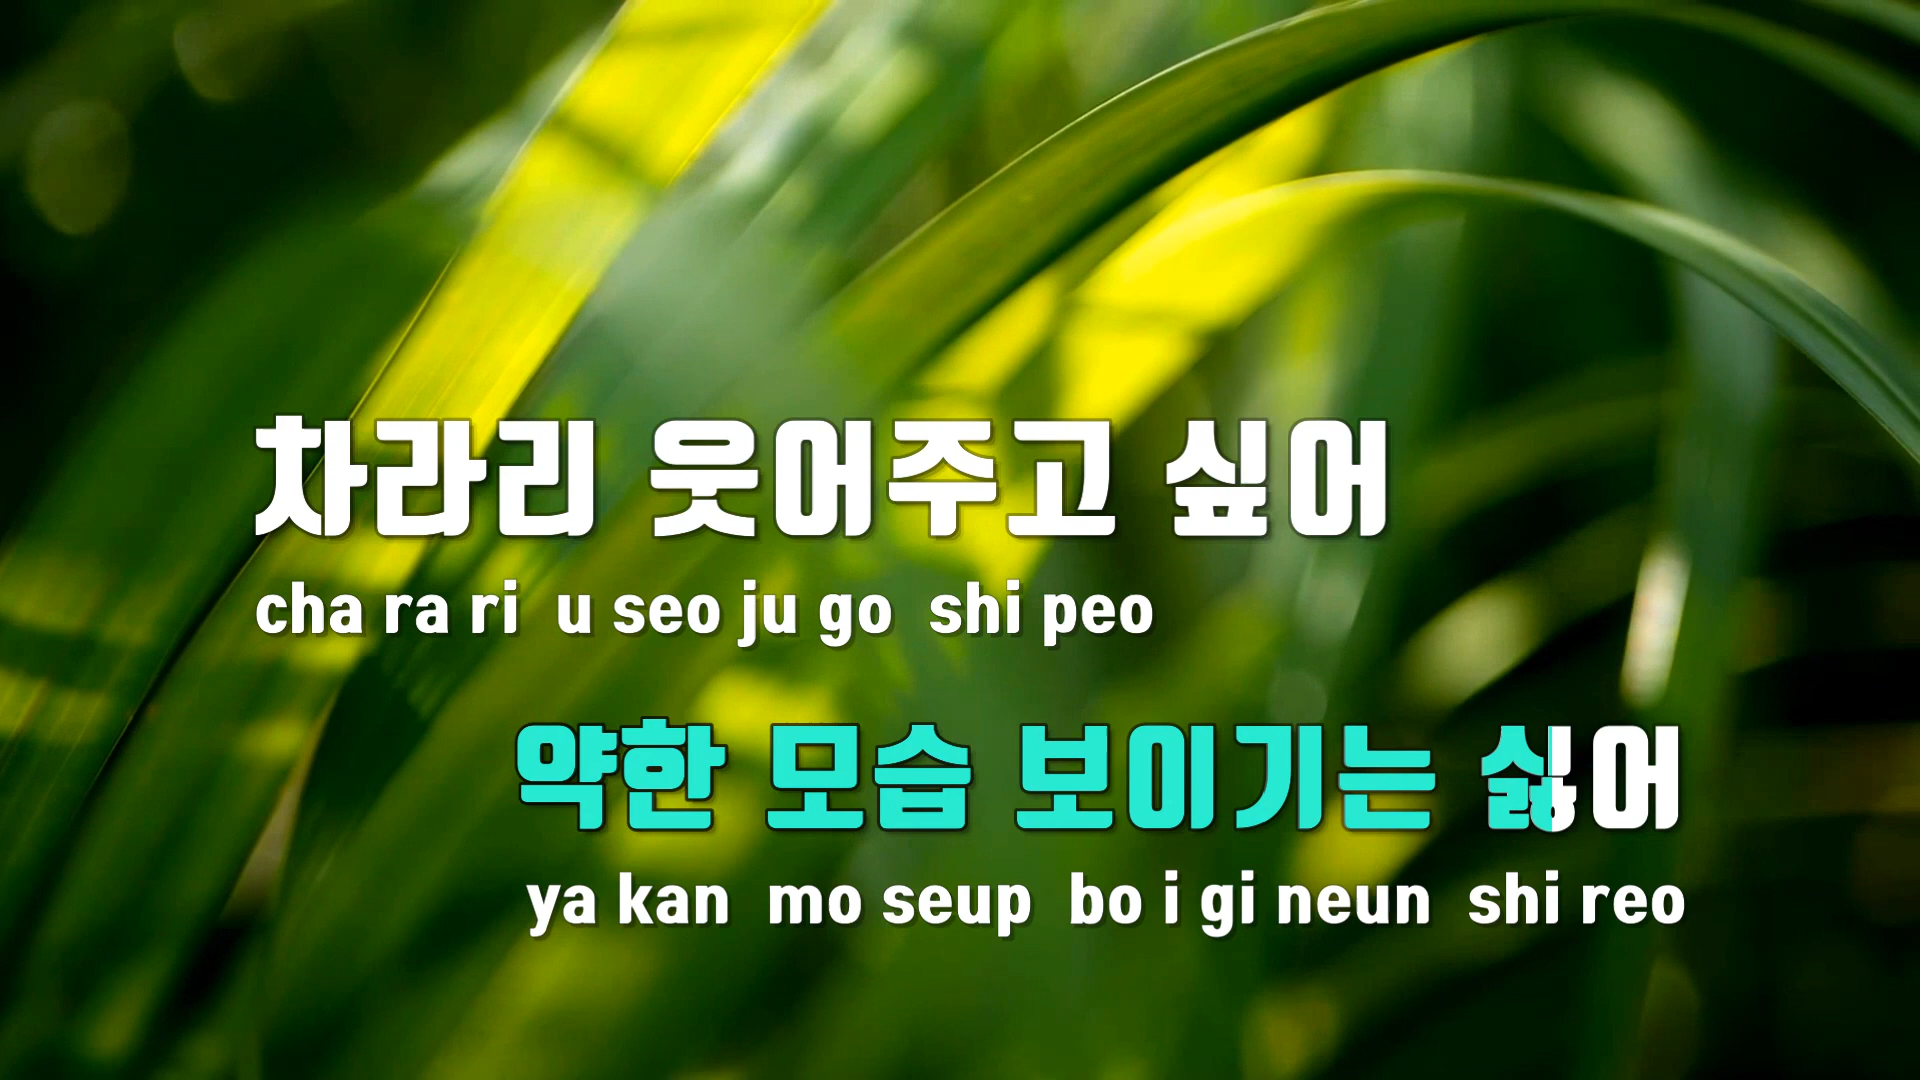 차라리 웃어주고 싶어
cha ra ri u seo ju go shi peo
약한 모습 보이기는 싫어
ya kan mo seup bo i gi neun shi reo